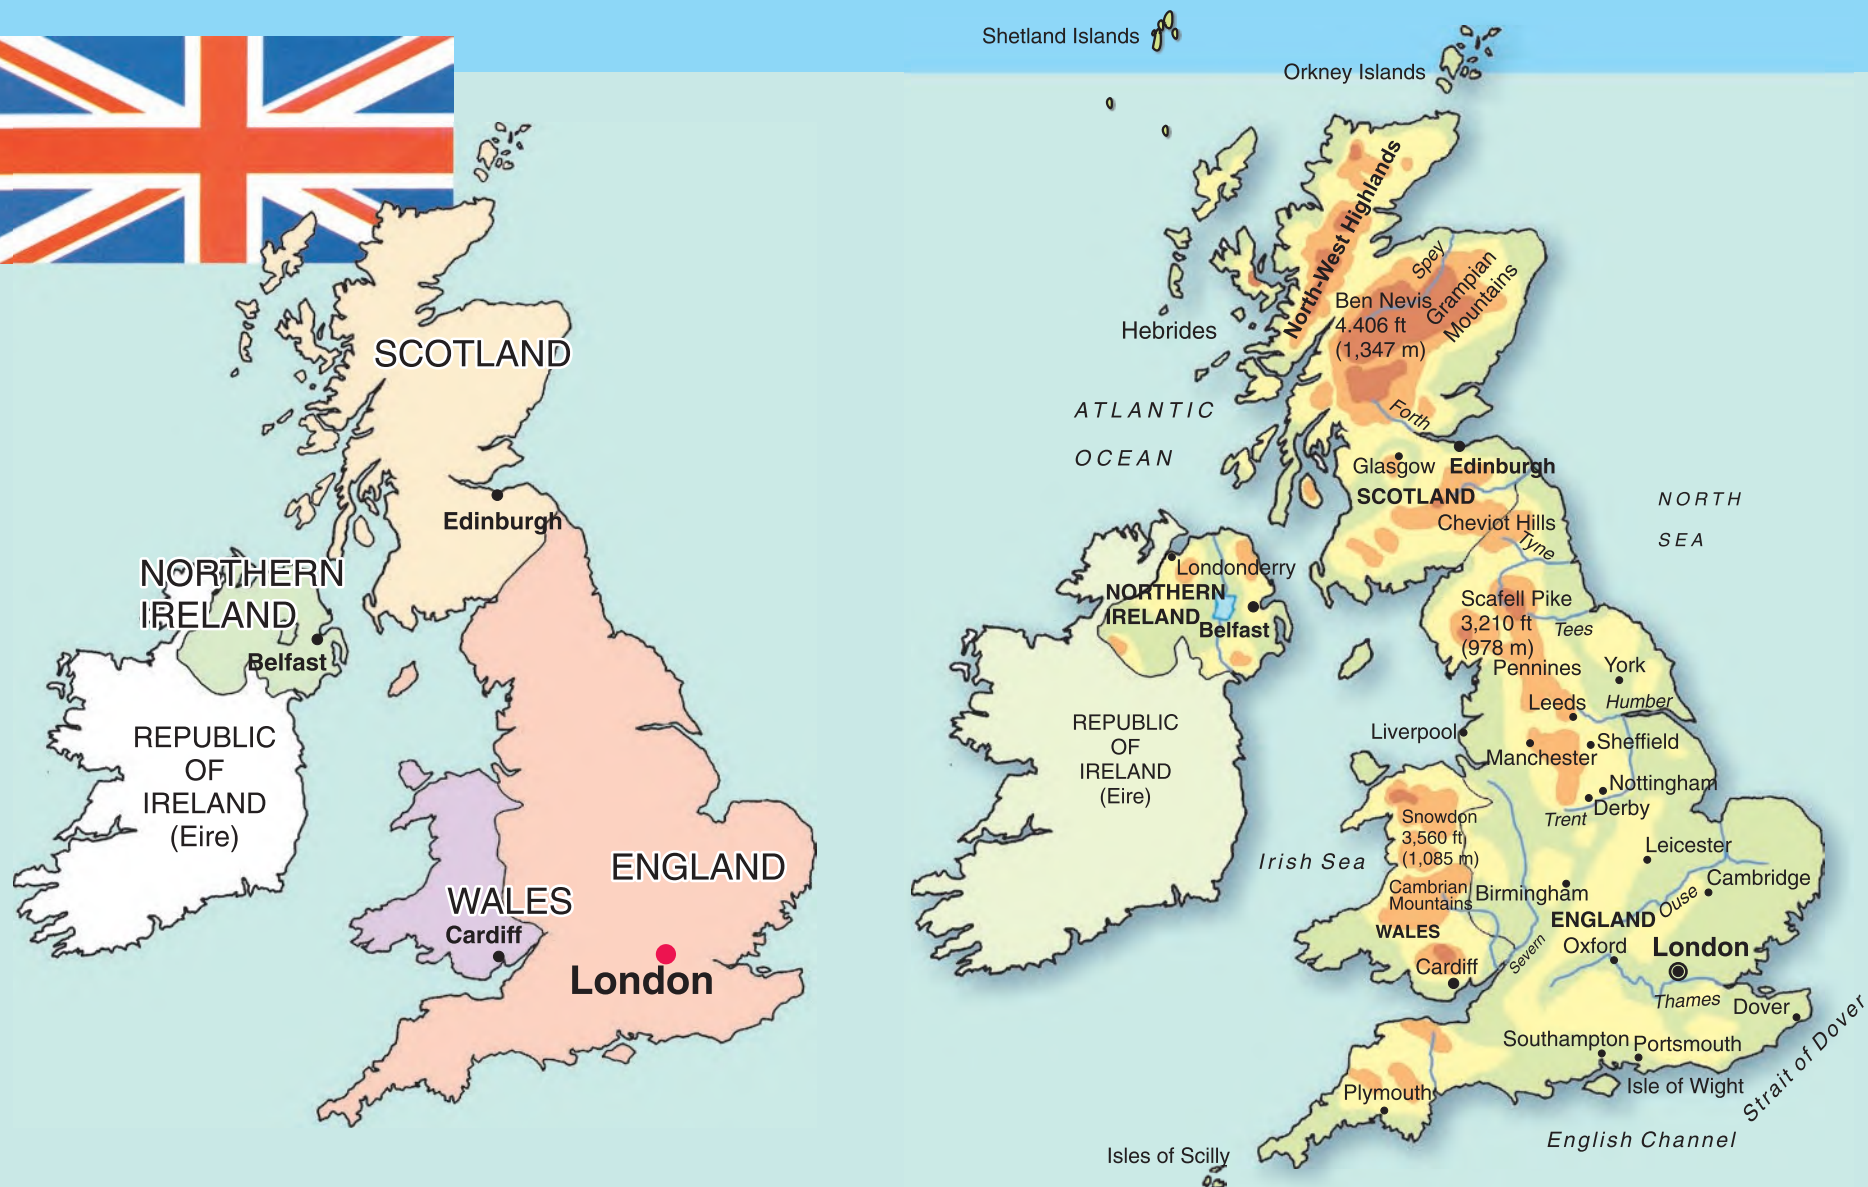 SCOTLAND
Edinburgh
NORTHERN
IRELAND
Belfast
REPUBLIC
OF
IRELAND
(Eire)
ENGLAND
WALES
Cardiff
London
Shetland Islands
Orkney Islands
North-West Highlands
Spey
Grampian
Mountains
Ben Nevis
4.406 ft
(1,347 m)
Hebrides
ATLANTIC
OCEAN
Forth
Glasgow
Edinburgh
SCOTLAND
NORTH
SEA
Cheviot Hills
Tyne
Londonderry
NORTHERN
IRELAND
Belfast
Scafell Pike
3,210 ft
(978 m)
Tees
Pennines
York
Leeds
Humber
REPUBLIC
OF
IRELAND
(Eire)
Liverpool
Manchester
Sheffield
Nottingham
Derby
Trent
Snowdon
3,560 ft
(1,085 m)
Irish Sea
Leicester
Cambrian
Mountains
Birmingham
Cambridge
Ouse
ENGLAND
WALES
Oxford
London
Severn
Cardiff
Thames
Dover
Strait of Dover
Southampton
Portsmouth
Isle of Wight
Plymouth
English Channel
Isles of Scilly